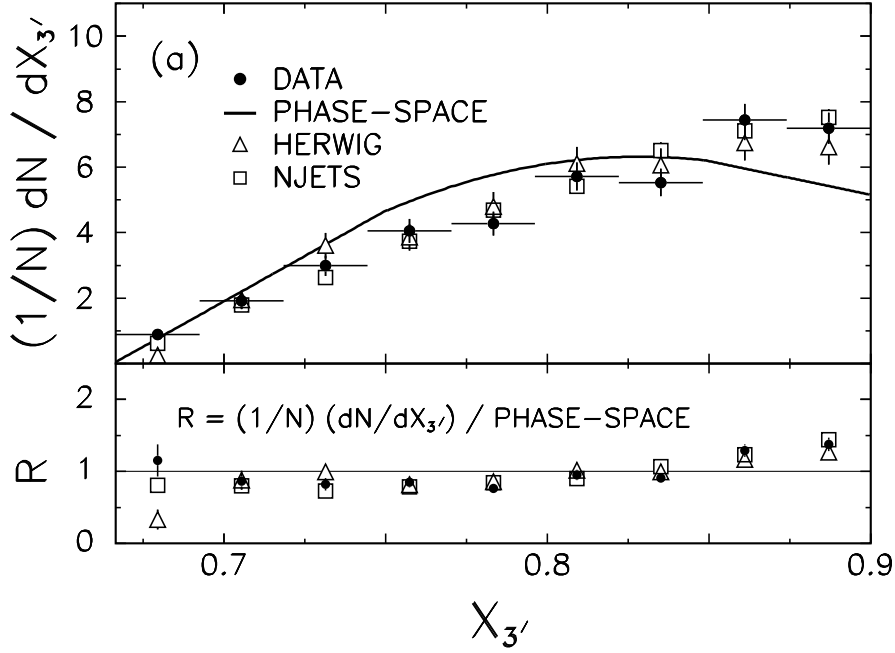 (1/N) dN / dX3′
10
8
6
4
2
(a)
DATA
PHASE−SPACE
HERWIG
NJETS
R
2
1
0
R = (1/N) (dN/dX3′) / PHASE−SPACE
0.7
0.8
0.9
X3′